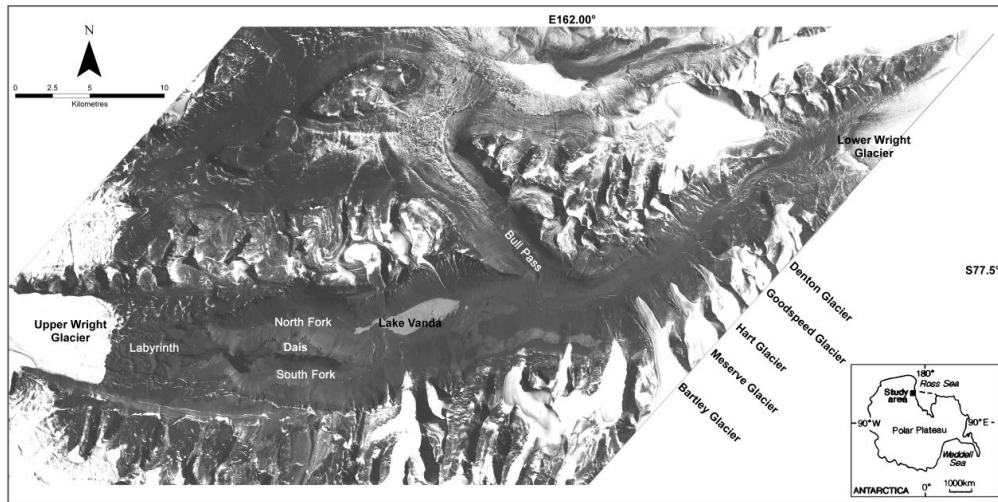 E162.00°
N
0 2.5 5 10
Kilometres
Lower Wright
Glacier
Bull Pass
S77.5°
Denton Glacier
Goodspeed Glacier
Hart Glacier
Meserve Glacier
Bartley Glacier
Upper Wright
Glacier
North Fork
Lake Vanda
Labyrinth
Dais
South Fork
180°
Ross Sea
Study
area
90°W
90°E
Polar Plateau
Weddell
Sea
ANTARCTICA 0° 1000km